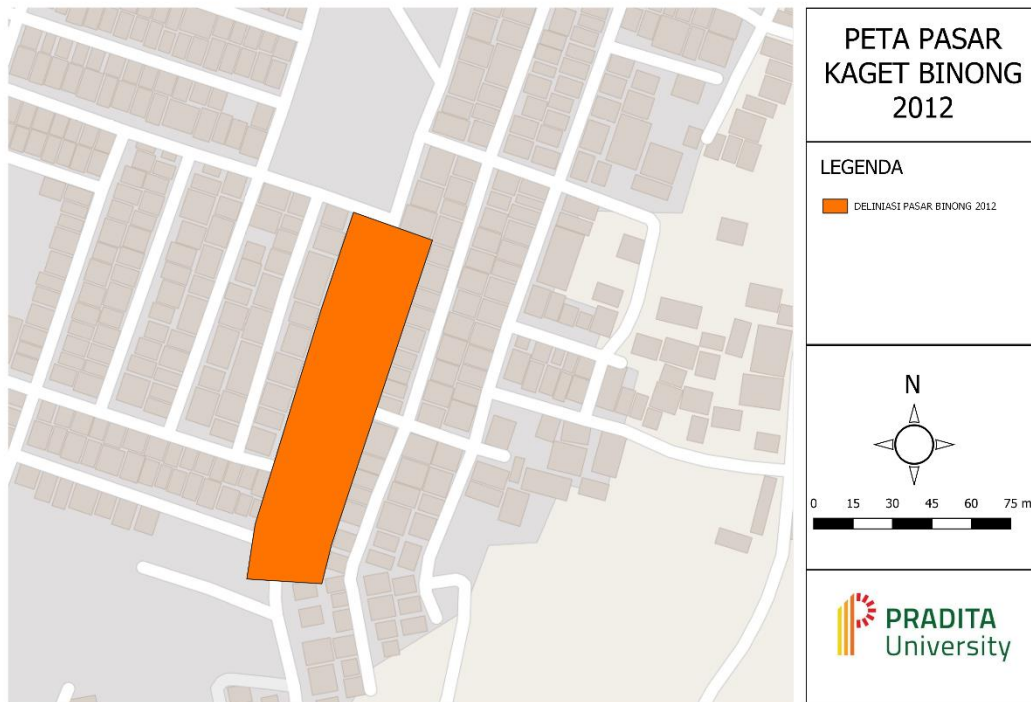 PETA PASAR
KAGET BINONG
2012
LEGENDA
DELINIASI PASAR BINONG 2012
N
0 15 30 45 60 75 m
PRADITA
University